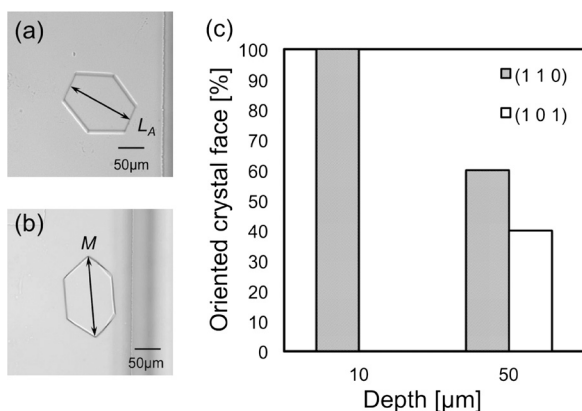 (a)
L_A
50μm
(b)
M
50μm
(c)
Oriented crystal face [%]
100
90
80
70
60
50
40
30
20
10
0
(1 1 0)
(1 0 1)
10 50
Depth [μm]